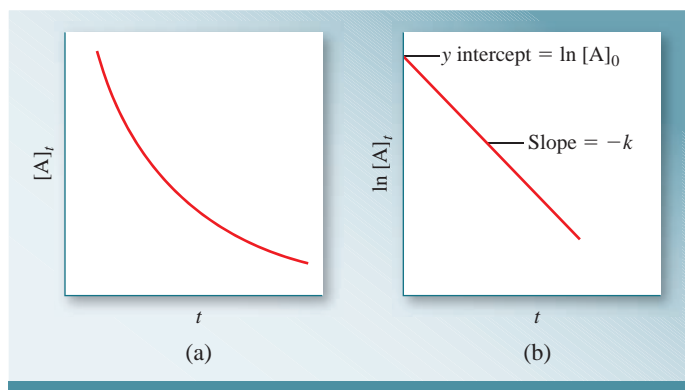 [A]t
t
(a)
y intercept = ln [A]0
Slope = −k
ln [A]t
t
(b)